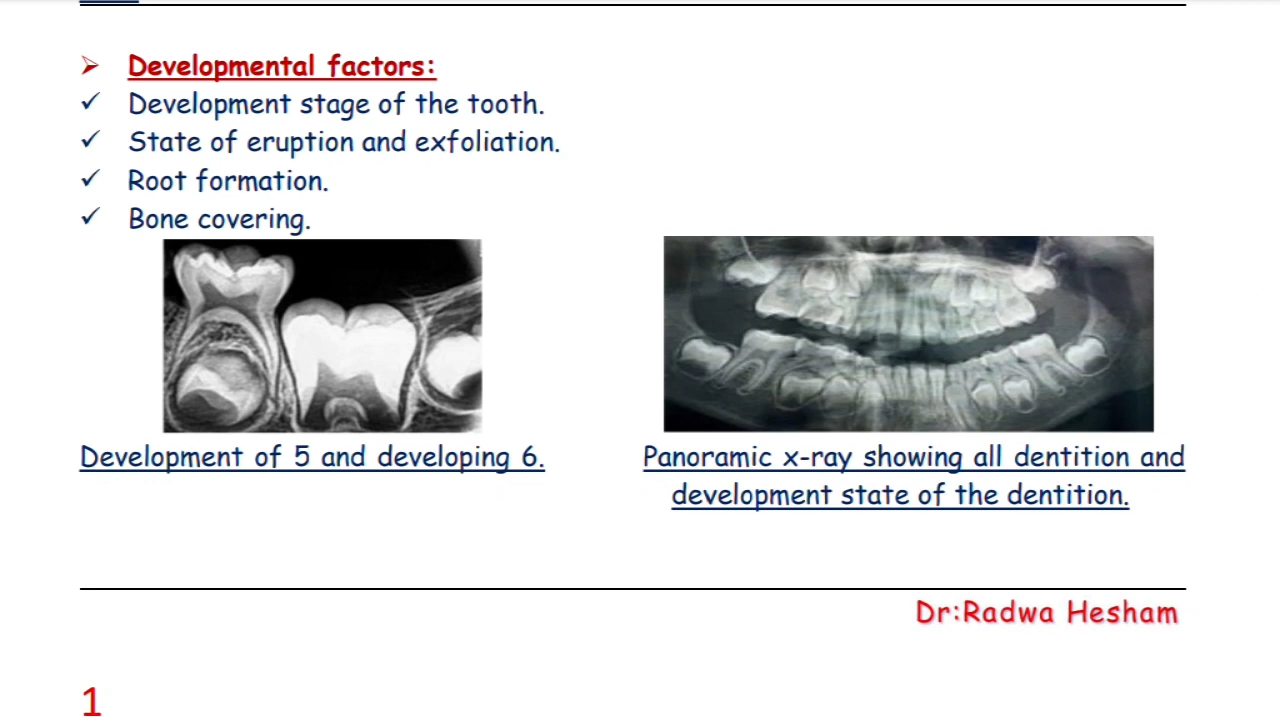 Developmental factors:
Development stage of the tooth.
State of eruption and exfoliation.
Root formation.
Bone covering.
Development of 5 and developing 6.
Panoramic x-ray showing all dentition and
development state of the dentition.
Dr:Radwa Hesham
1